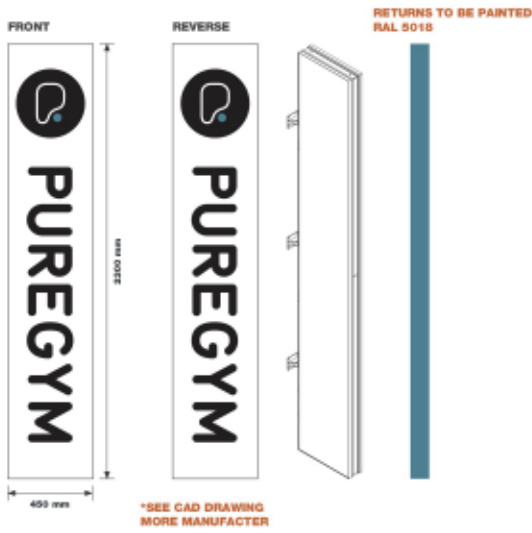 RETURNS TO BE PAINTED
RAL 5018
FRONT
REVERSE
PUREGYM
PUREGYM
2300 mm
450 mm
*SEE CAD DRAWING
MORE MANUFACTER